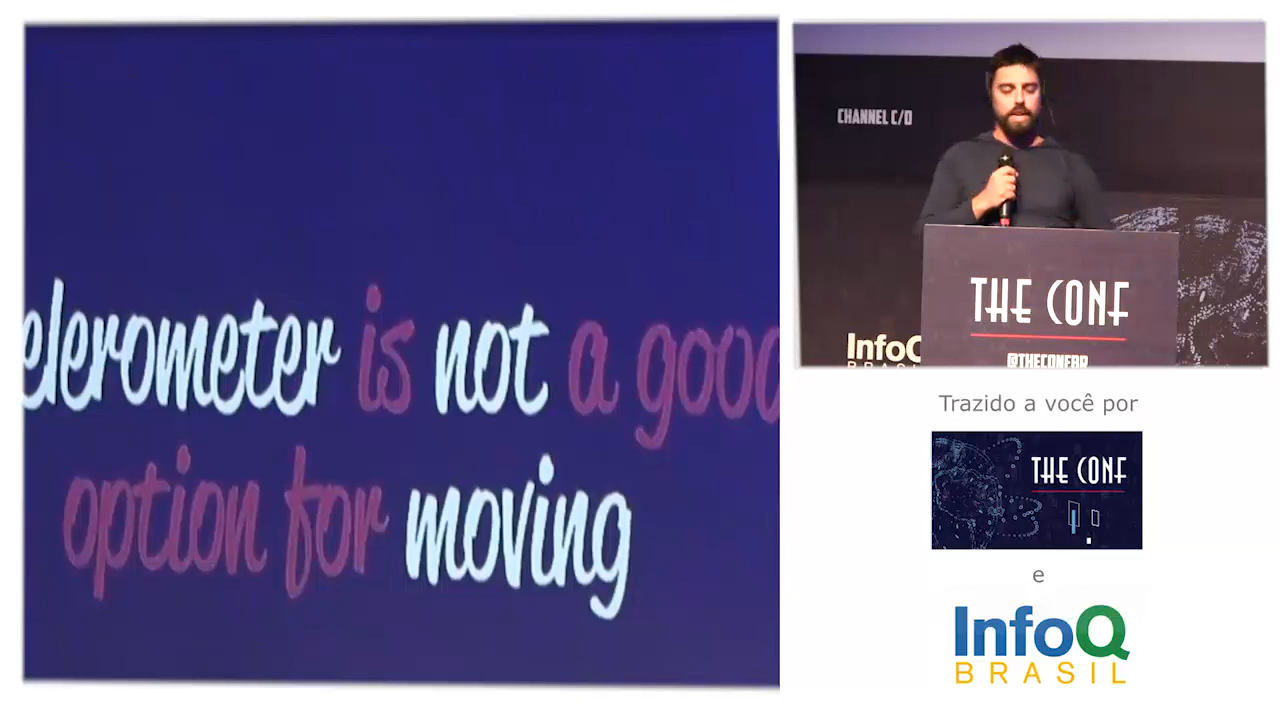 elerometer is not a good
option for moving
CHANNEL C/O
THE CONF
@THECONFBR
InfoQ
BRASIL
Trazido a você por
THE CONF
e
InfoQ
BRASIL